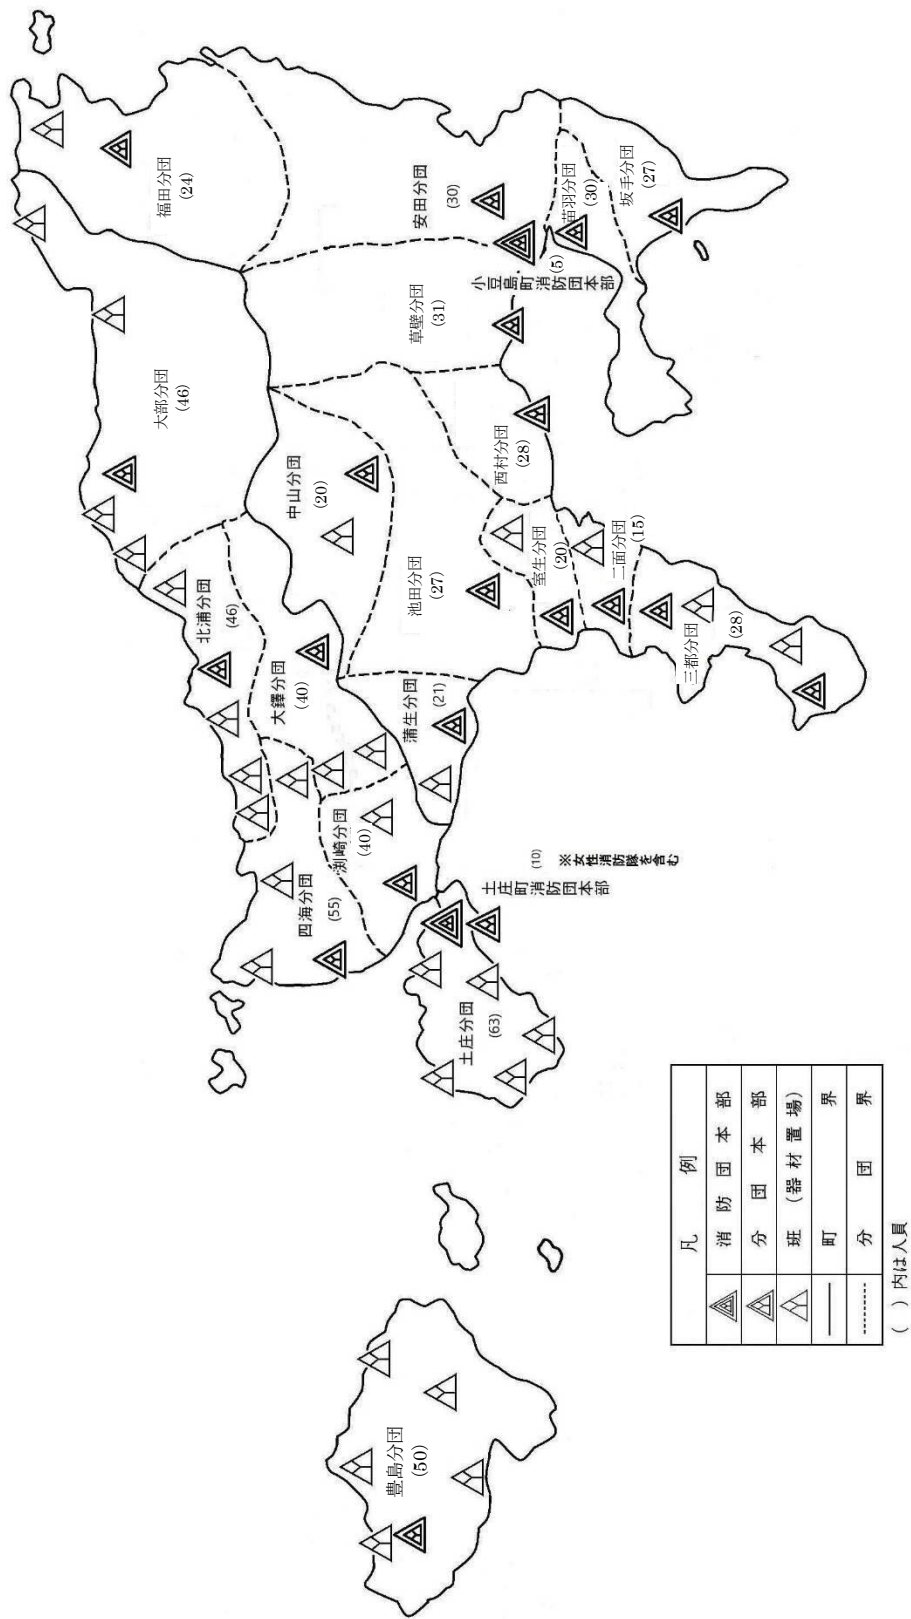 福田分団
(24)
大部分団
(46)
安田分団
(30)
苗羽分団
(30)
坂手分団
(27)
(5)
小豆島町消防団本部
草壁分団
(31)
中山分団
(20)
西村分団
(28)
北浦分団
(46)
池田分団
(27)
室生分団
(20)
二面分団
(15)
大鐸分団
(40)
三都分団
(28)
蒲生分団
(21)
渕崎分団
(40)
四海分団
(55)
(10)
※女性消防隊を含む
土庄町消防団本部
土庄分団
(63)
豊島分団
(50)
凡例
消防団本部
分団本部
班(器材置場)
町界
分団界
( )内は人員